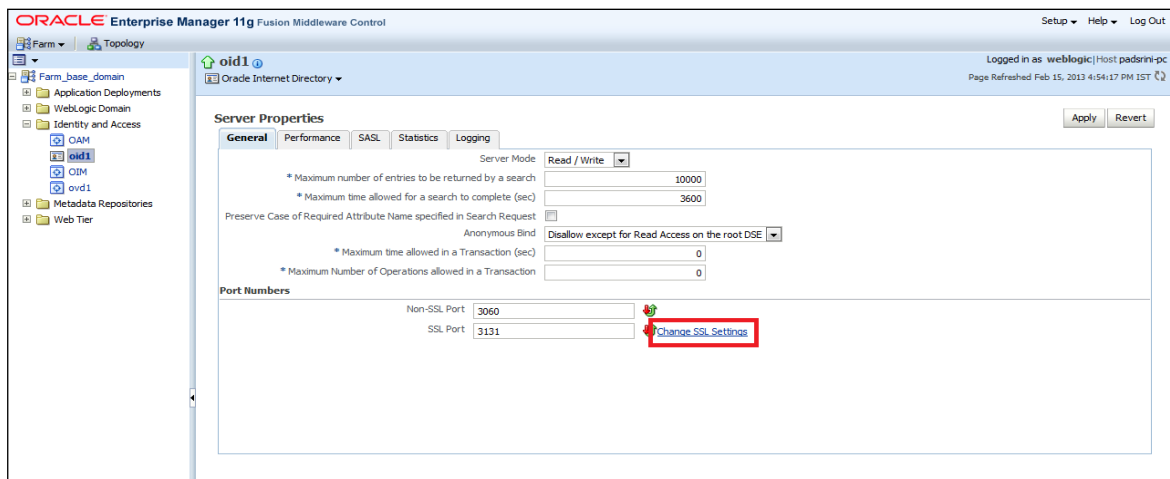 ORACLE Enterprise Manager 11g Fusion Middleware Control
Setup Help Log Out
Farm Topology
Farm_base_domain
Application Deployments
WebLogic Domain
Identity and Access
OAM
oid1
OIM
ovd1
Metadata Repositories
Web Tier
oid1
Logged in as weblogic|Host padsrini-pc
Oracle Internet Directory
Page Refreshed Feb 15, 2013 4:54:17 PM IST
Server Properties
Apply Revert
General Performance SASL Statistics Logging
Server Mode Read / Write
* Maximum number of entries to be returned by a search 10000
* Maximum time allowed for a search to complete (sec) 3600
Preserve Case of Required Attribute Name specified in Search Request
Anonymous Bind Disallow except for Read Access on the root DSE
* Maximum time allowed in a Transaction (sec) 0
* Maximum Number of Operations allowed in a Transaction 0
Port Numbers
Non-SSL Port 3060
SSL Port 3131 Change SSL Settings